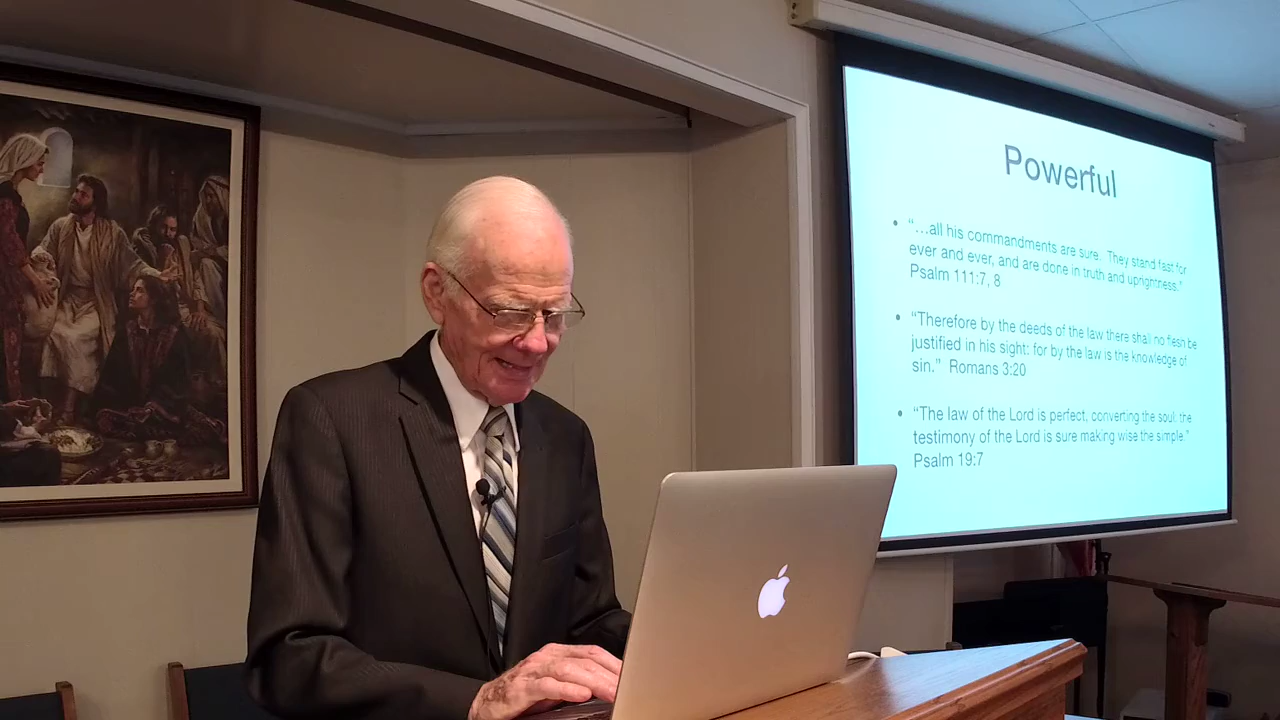 Powerful
• “...all his commandments are sure. They stand fast for
ever and ever, and are done in truth and uprightness.”
Psalm 111:7, 8
• “Therefore by the deeds of the law there shall no flesh be
justified in his sight: for by the law is the knowledge of
sin.” Romans 3:20
• “The law of the Lord is perfect, converting the soul: the
testimony of the Lord is sure making wise the simple.”
Psalm 19:7